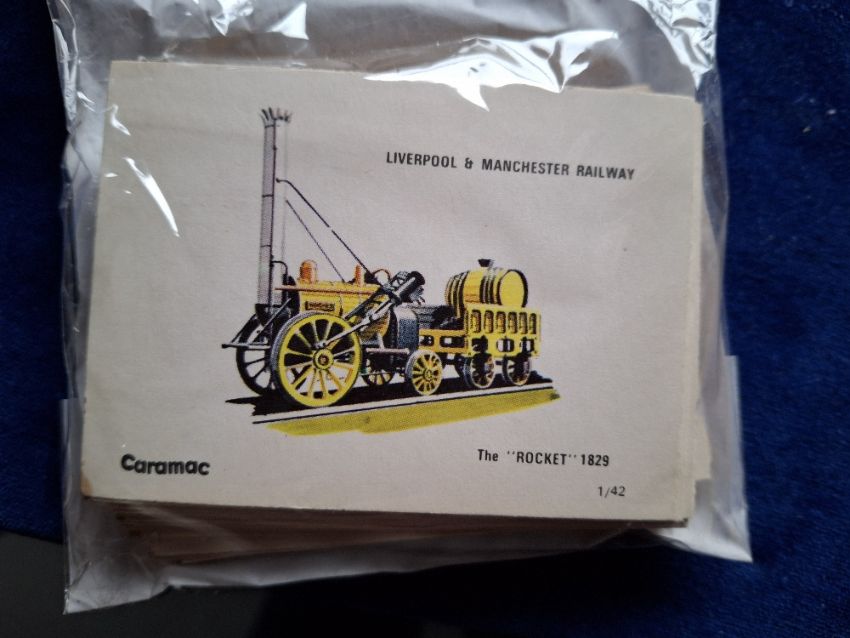 LIVERPOOL & MANCHESTER RAILWAY
Caramac
The "ROCKET" 1829
1/42